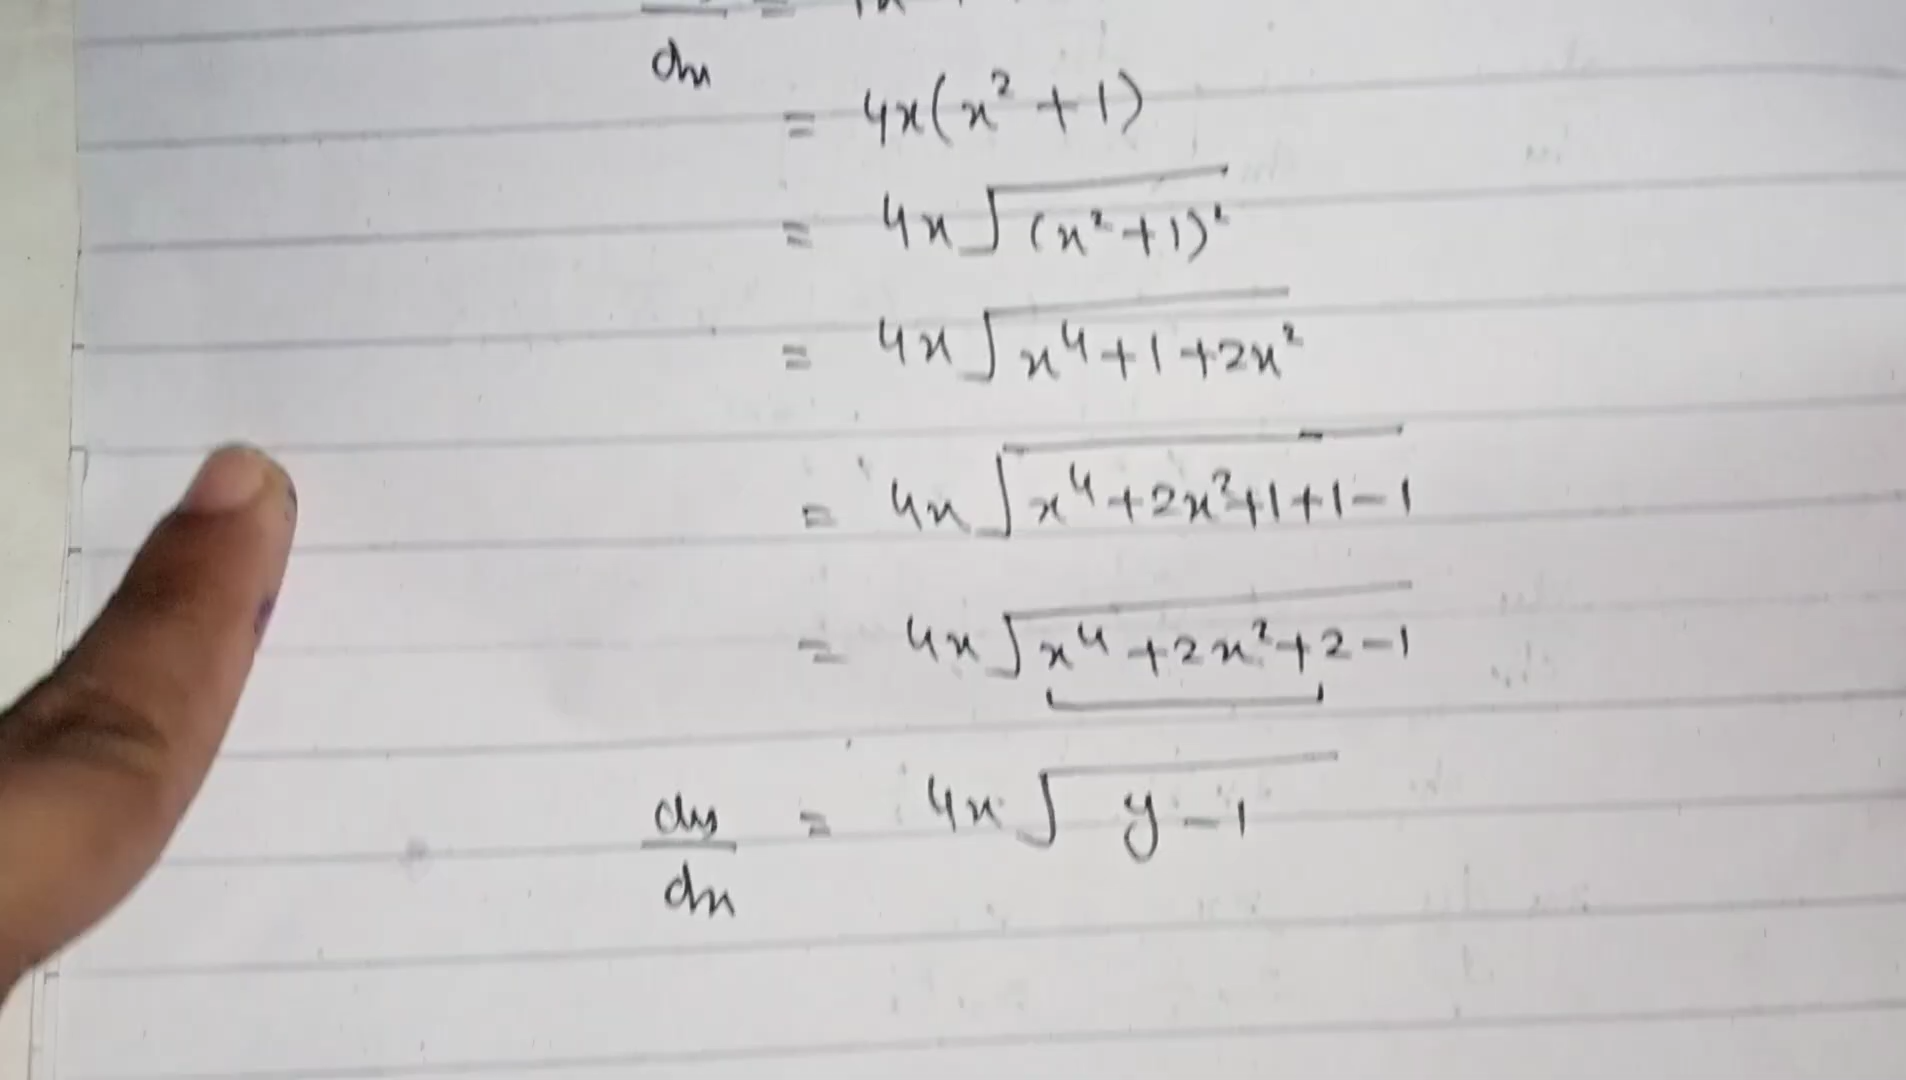 dx
= 4x(x² + 1)
= 4x√(x²+1)²
= 4x√x⁴+1+2x²
= 4x√x⁴+2x²+1+1-1
= 4x√x⁴+2x²+2-1
dy/dx = 4x√y-1